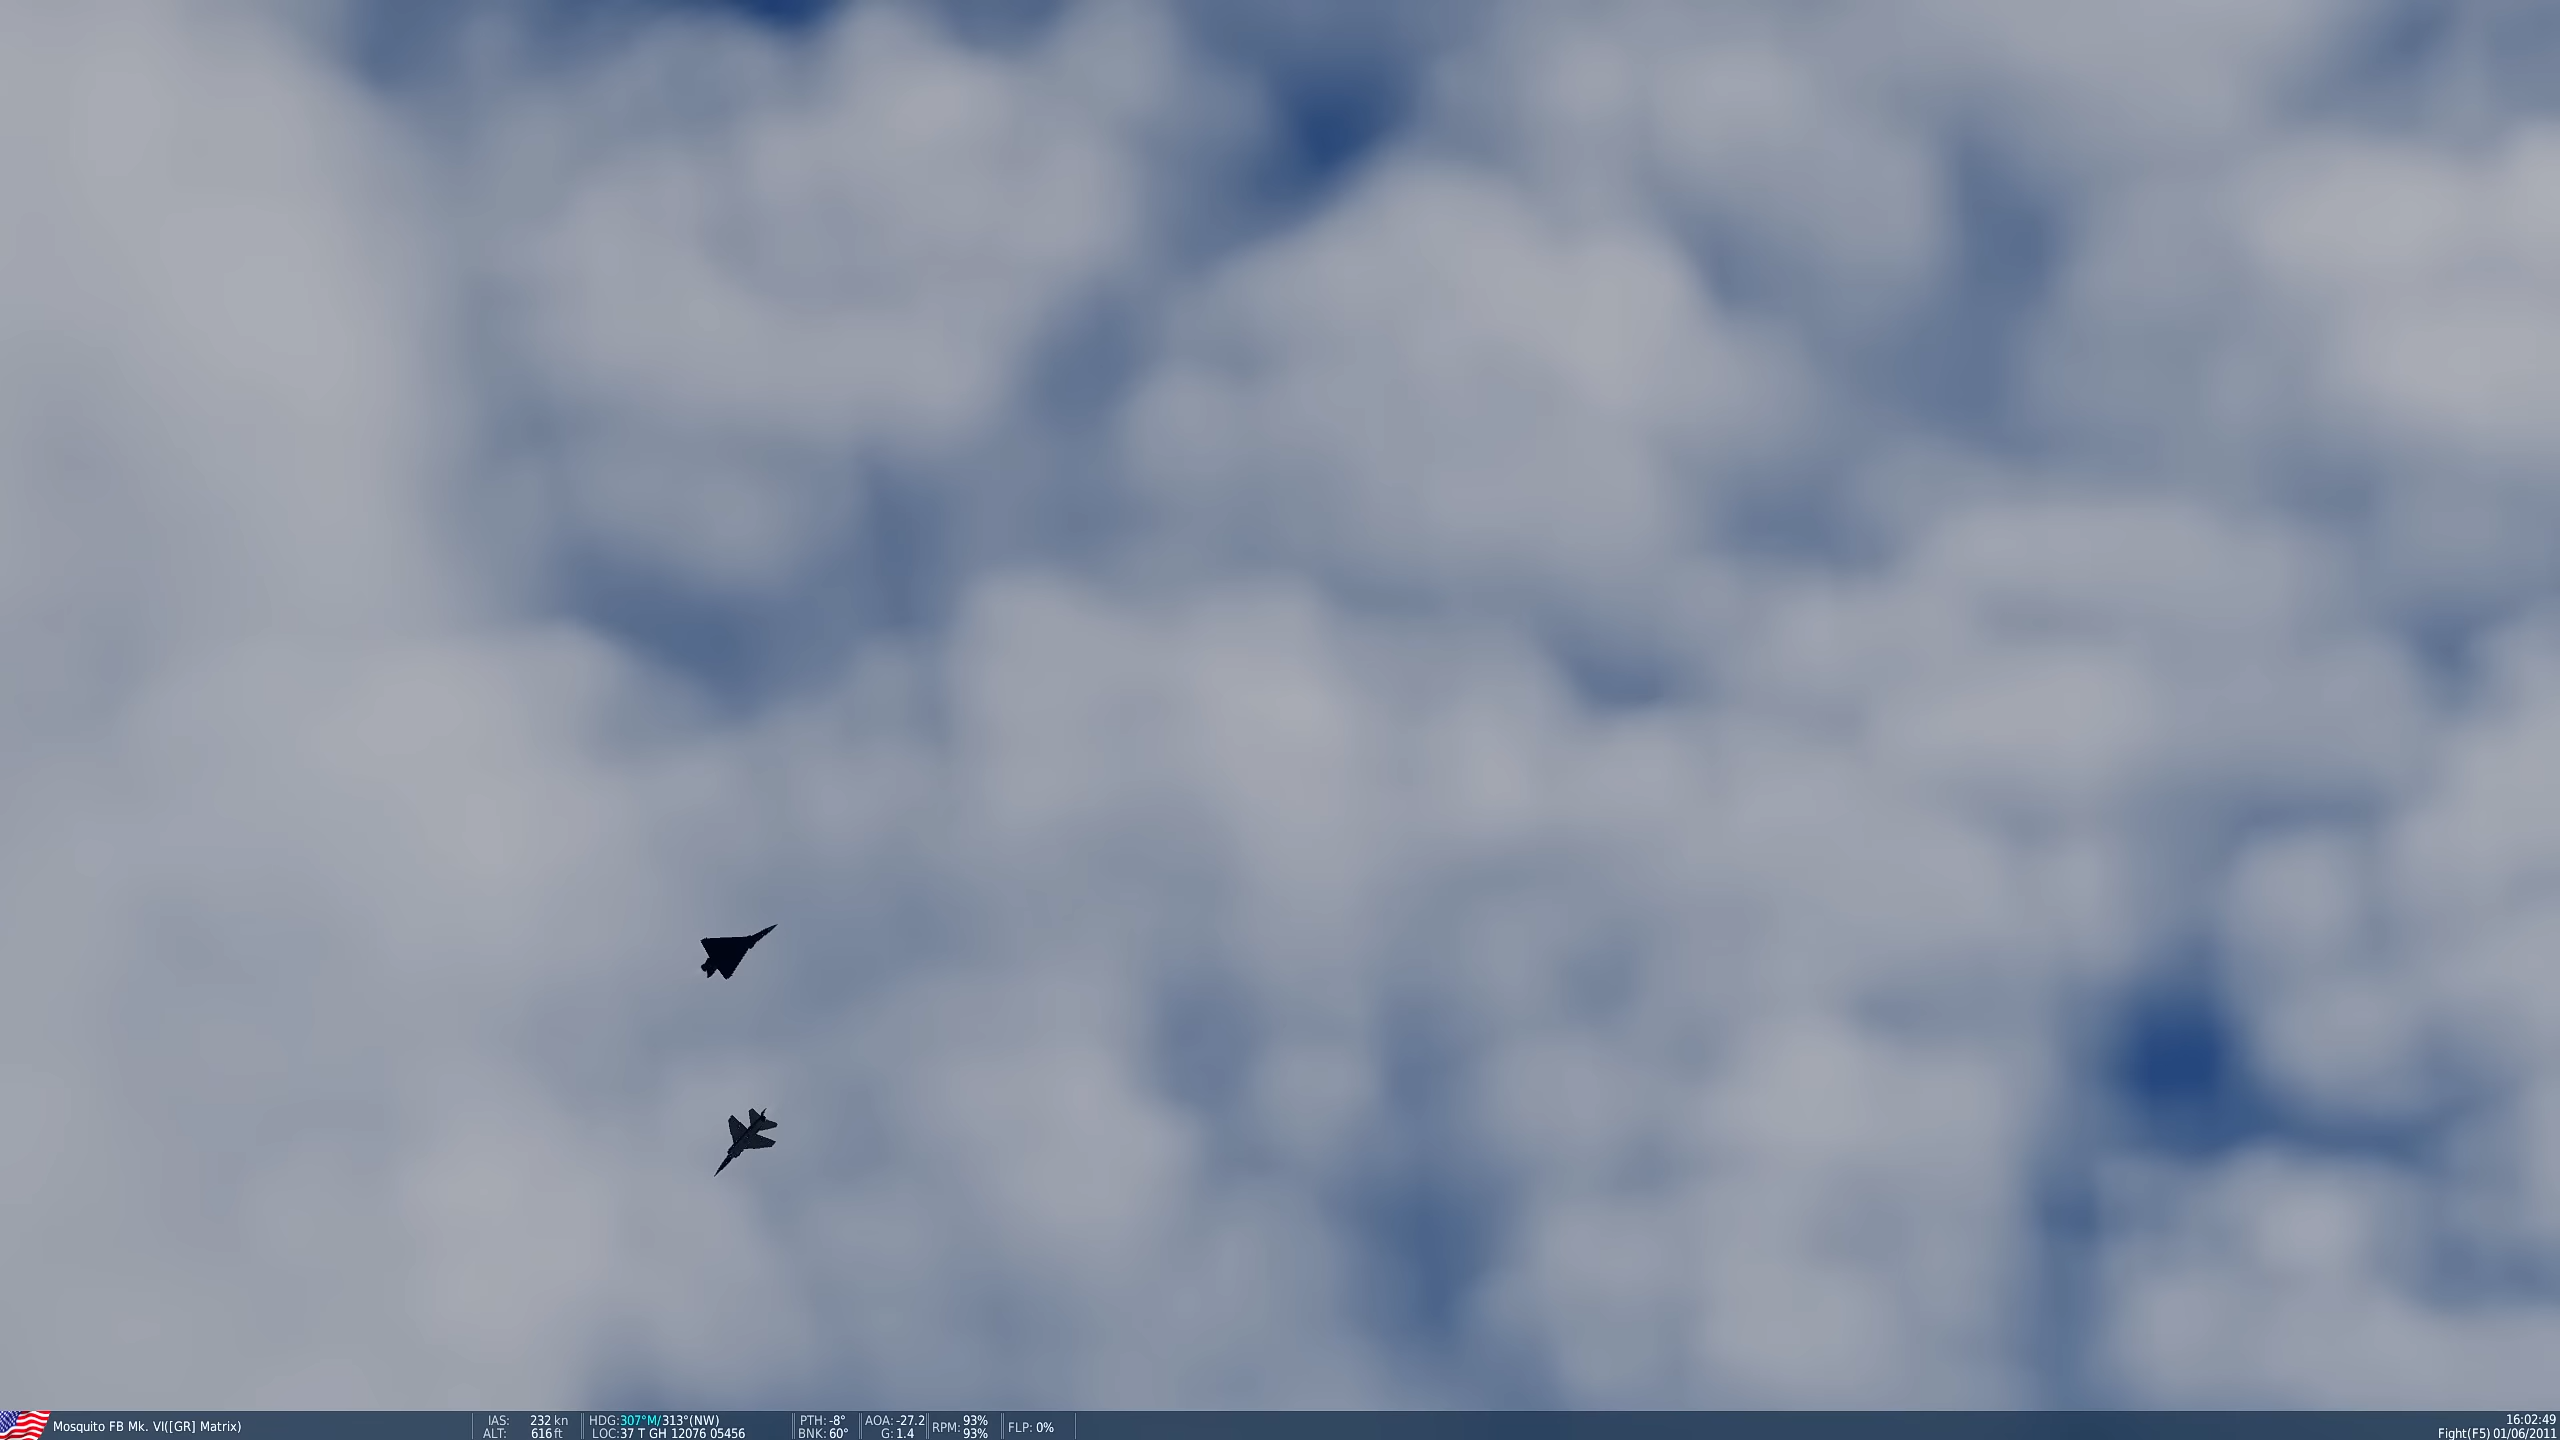 Mosquito FB Mk. VI([GR] Matrix)
IAS: 232 kn
ALT: 616 ft
HDG:307°M/313°(NW)
LOC:37 T GH 12076 05456
PTH: -8°
BNK: 60°
AOA: -27.2
G: 1.4
RPM: 93%
93%
FLP: 0%
16:02:49
Fight(F5) 01/06/2011